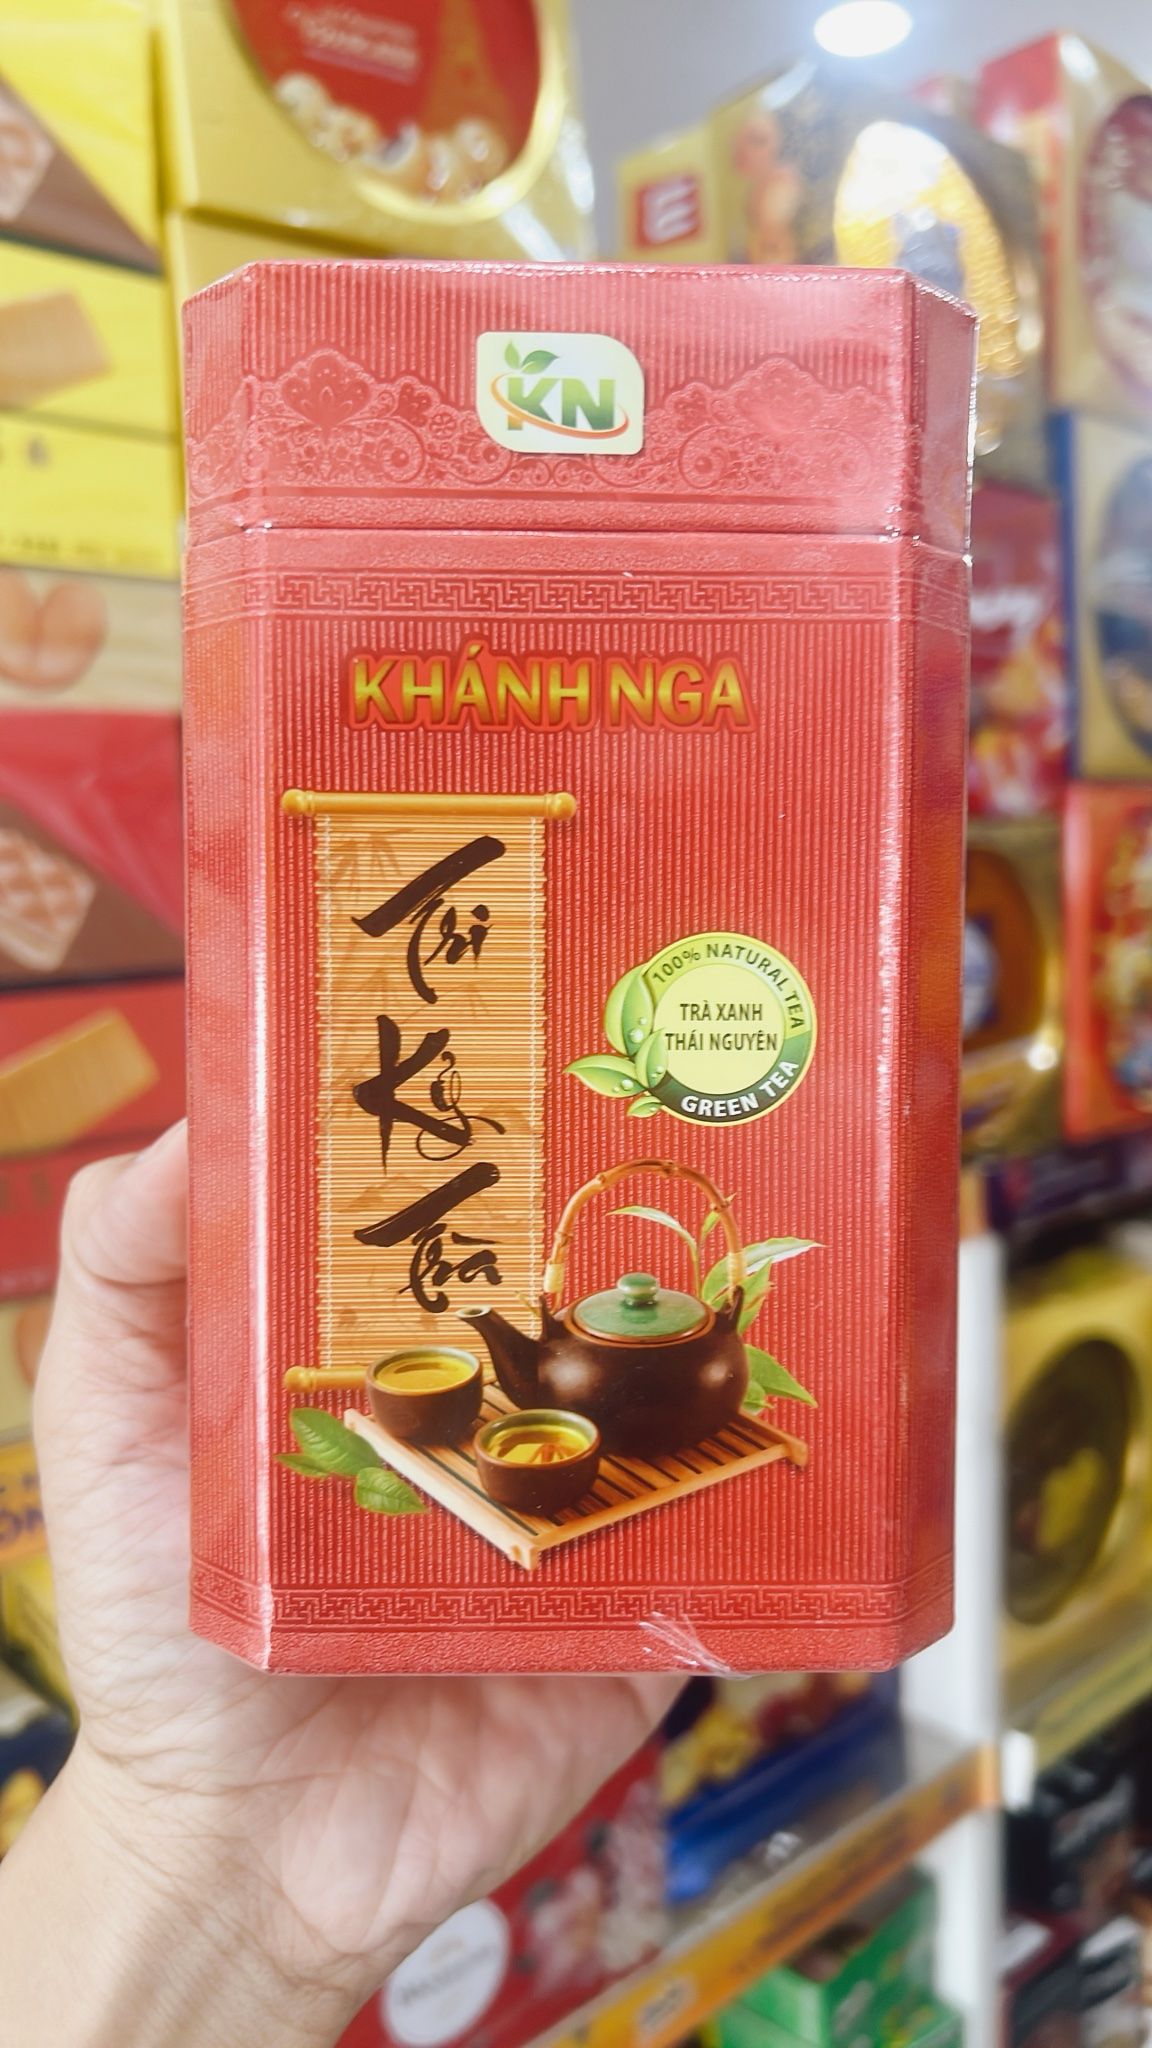 KN
KHÁNH NGA
Tri
Kỷ
Trà
100% NATURAL TEA
TRÀ XANH
THÁI NGUYÊN
GREEN TEA